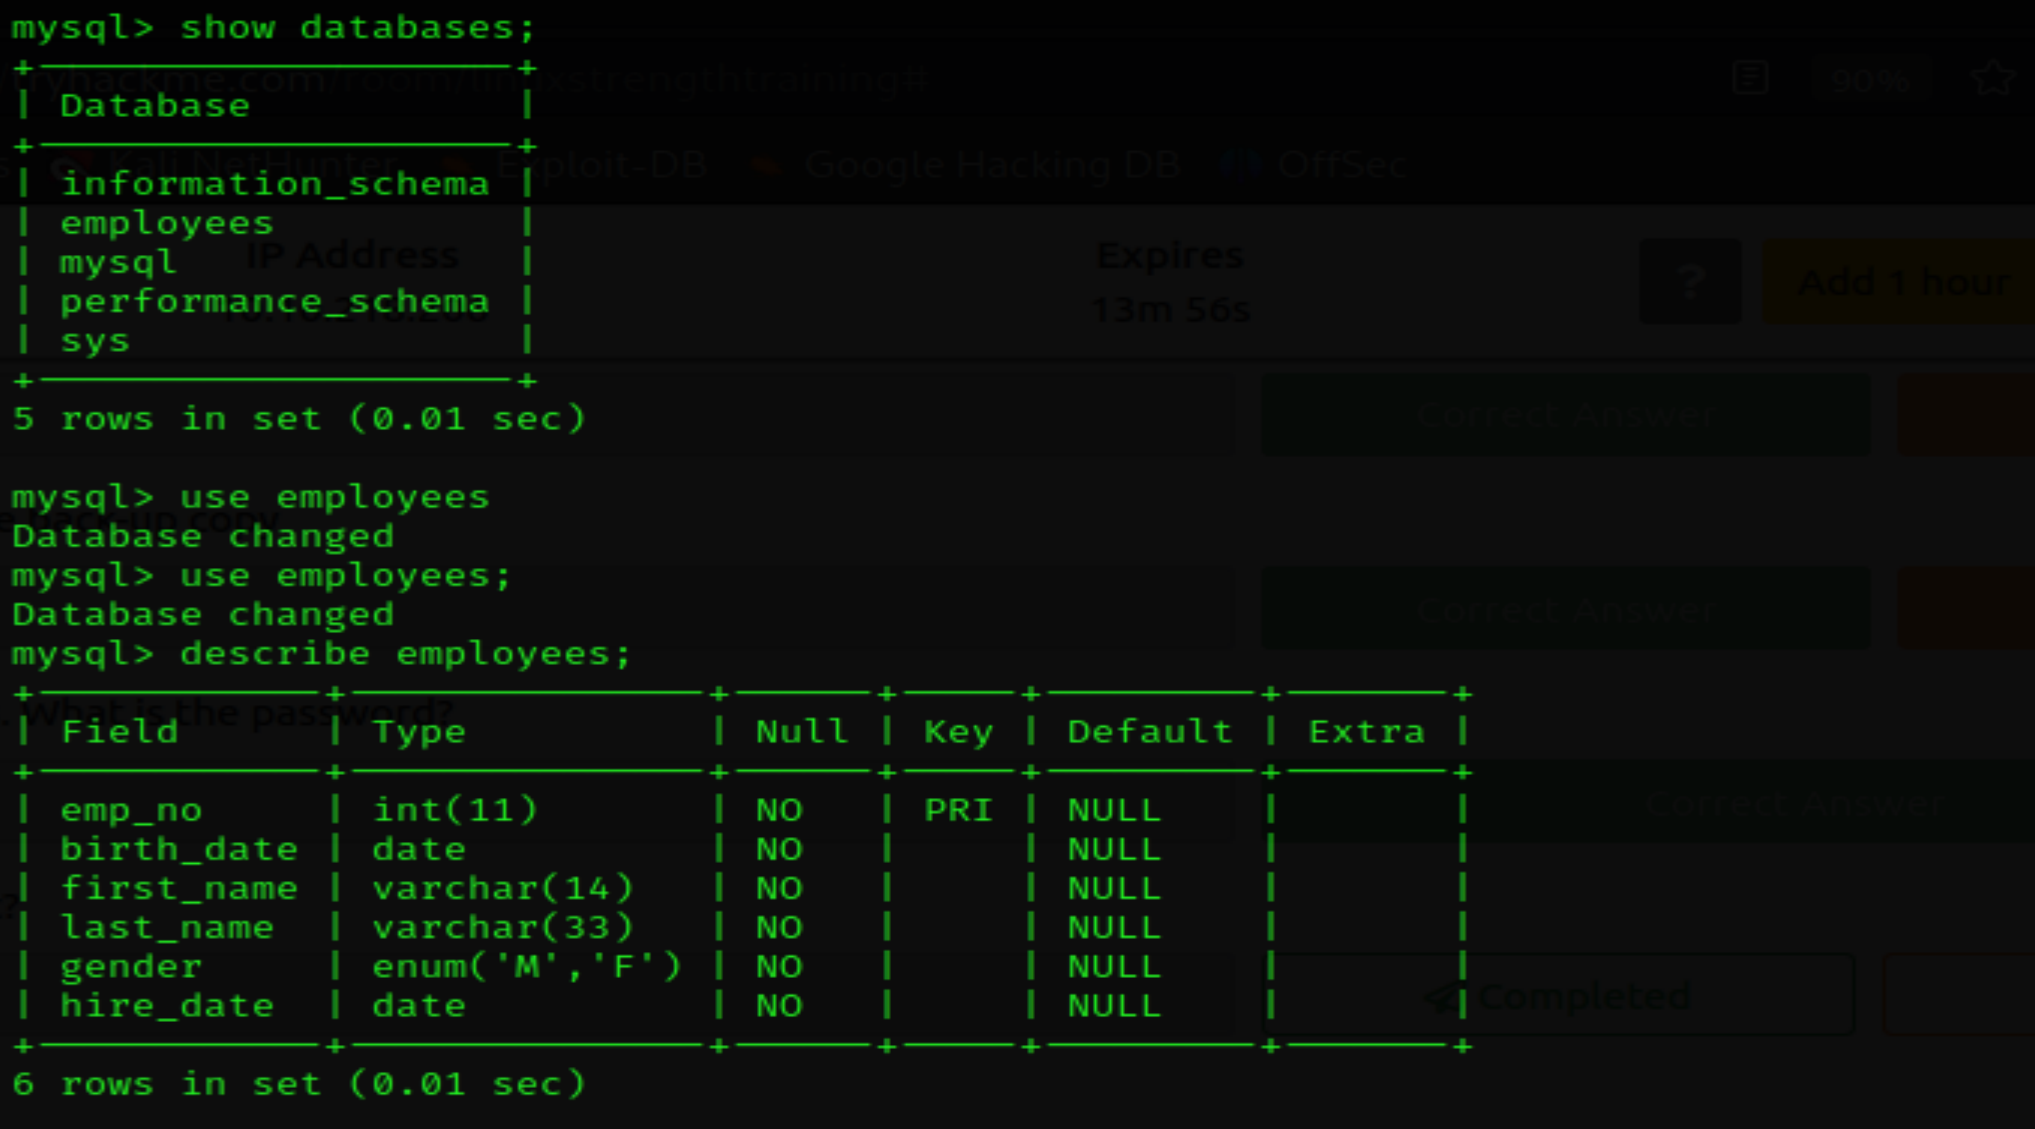 mysql> show databases;
+--------------------+
tryhackme.com/room/linuxstrengthtraining#
90%
| Database           |
+--------------------+
Kali NetHunter Exploit-DB Google Hacking DB OffSec
| information_schema |
| employees          |
IP Address Expires
? Add 1 hour
| mysql              |
| performance_schema |
13m 56s
| sys                |
+--------------------+
5 rows in set (0.01 sec)
Correct Answer
mysql> use employees
back-up copy
Database changed
mysql> use employees;
Database changed
Correct Answer
mysql> describe employees;
+------------+---------------+------+-----+---------+-------+
. What is the password?
| Field      | Type          | Null | Key | Default | Extra |
+------------+---------------+------+-----+---------+-------+
| emp_no     | int(11)       | NO   | PRI | NULL    |       |
Correct Answer
| birth_date | date          | NO   |     | NULL    |       |
| first_name | varchar(14)   | NO   |     | NULL    |       |
| last_name  | varchar(33)   | NO   |     | NULL    |       |
| gender     | enum('M','F') | NO   |     | NULL    |       |
| hire_date  | date          | NO   |     | NULL    |       |
Completed
+------------+---------------+------+-----+---------+-------+
6 rows in set (0.01 sec)